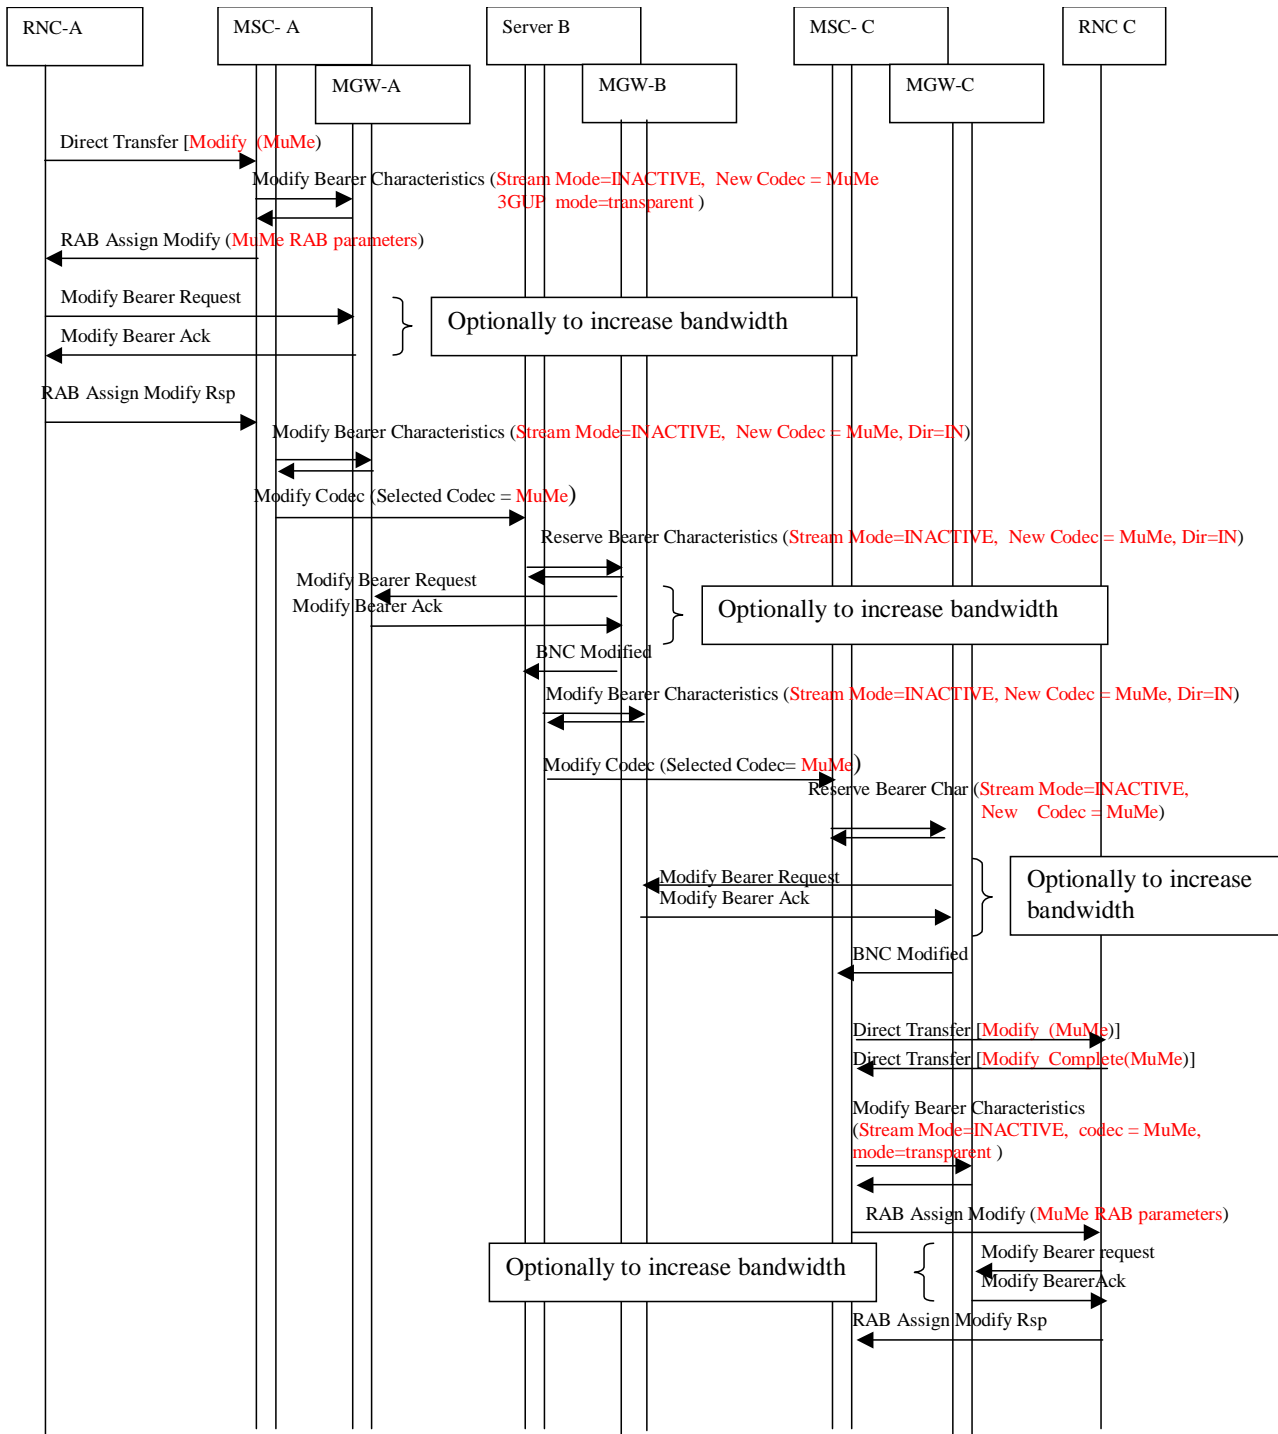 RNC-A
MSC- A
Server B
MSC- C
RNC C
MGW-A
MGW-B
MGW-C
Direct Transfer [Modify (MuMe)
Modify Bearer Characteristics (Stream Mode=INACTIVE, New Codec = MuMe
3GUP mode=transparent )
RAB Assign Modify (MuMe RAB parameters)
Modify Bearer Request
Optionally to increase bandwidth
Modify Bearer Ack
RAB Assign Modify Rsp
Modify Bearer Characteristics (Stream Mode=INACTIVE, New Codec = MuMe, Dir=IN)
Modify Codec (Selected Codec = MuMe)
Reserve Bearer Characteristics (Stream Mode=INACTIVE, New Codec = MuMe, Dir=IN)
Modify Bearer Request
Modify Bearer Ack
Optionally to increase bandwidth
BNC Modified
Modify Bearer Characteristics (Stream Mode=INACTIVE, New Codec = MuMe, Dir=IN)
Modify Codec (Selected Codec= MuMe)
Reserve Bearer Char (Stream Mode=INACTIVE,
New Codec = MuMe)
Modify Bearer Request
Modify Bearer Ack
Optionally to increase
bandwidth
BNC Modified
Direct Transfer [Modify (MuMe)]
Direct Transfer [Modify Complete(MuMe)]
Modify Bearer Characteristics
(Stream Mode=INACTIVE, codec = MuMe,
mode=transparent )
RAB Assign Modify (MuMe RAB parameters)
Optionally to increase bandwidth
Modify Bearer request
Modify BearerAck
RAB Assign Modify Rsp